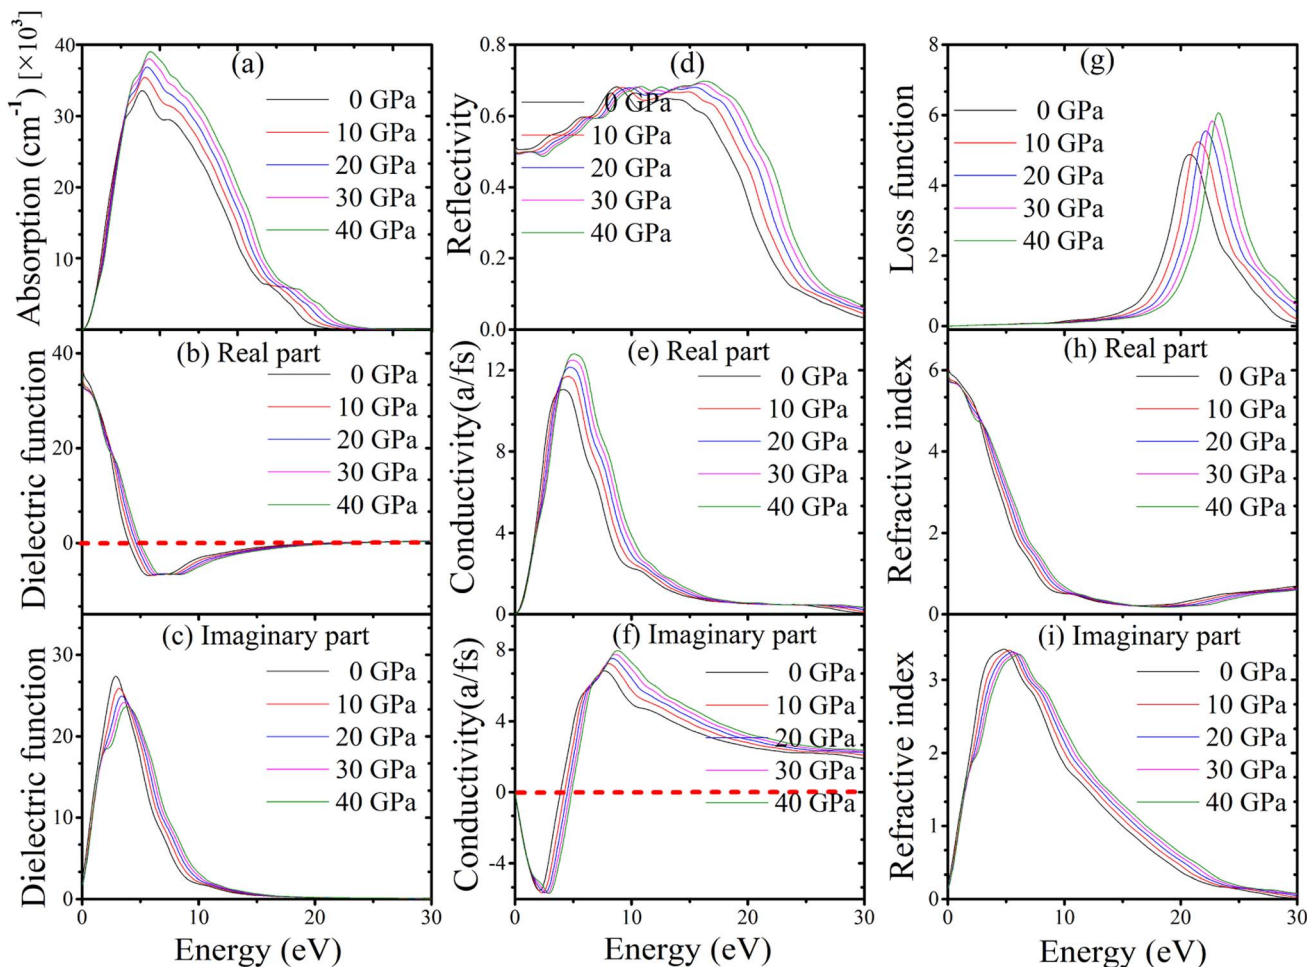 Absorption (cm⁻¹) [×10³]
40
30
20
10
0
(a)
0 GPa
10 GPa
20 GPa
30 GPa
40 GPa
Reflectivity
0.8
0.6
0.4
0.2
0.0
(d)
0 GPa
10 GPa
20 GPa
30 GPa
40 GPa
Loss function
8
6
4
2
0
(g)
0 GPa
10 GPa
20 GPa
30 GPa
40 GPa
Dielectric function
40
20
0
(b) Real part
0 GPa
10 GPa
20 GPa
30 GPa
40 GPa
Conductivity(a/fs)
12
8
4
0
(e) Real part
0 GPa
10 GPa
20 GPa
30 GPa
40 GPa
Refractive index
6
4
2
0
(h) Real part
0 GPa
10 GPa
20 GPa
30 GPa
40 GPa
Dielectric function
30
20
10
0
(c) Imaginary part
0 GPa
10 GPa
20 GPa
30 GPa
40 GPa
0 10 20 30
Energy (eV)
Conductivity(a/fs)
8
4
0
-4
(f) Imaginary part
0 GPa
10 GPa
20 GPa
30 GPa
40 GPa
0 10 20 30
Energy (eV)
Refractive index
3
2
1
0
(i) Imaginary part
0 GPa
10 GPa
20 GPa
30 GPa
40 GPa
0 10 20 30
Energy (eV)